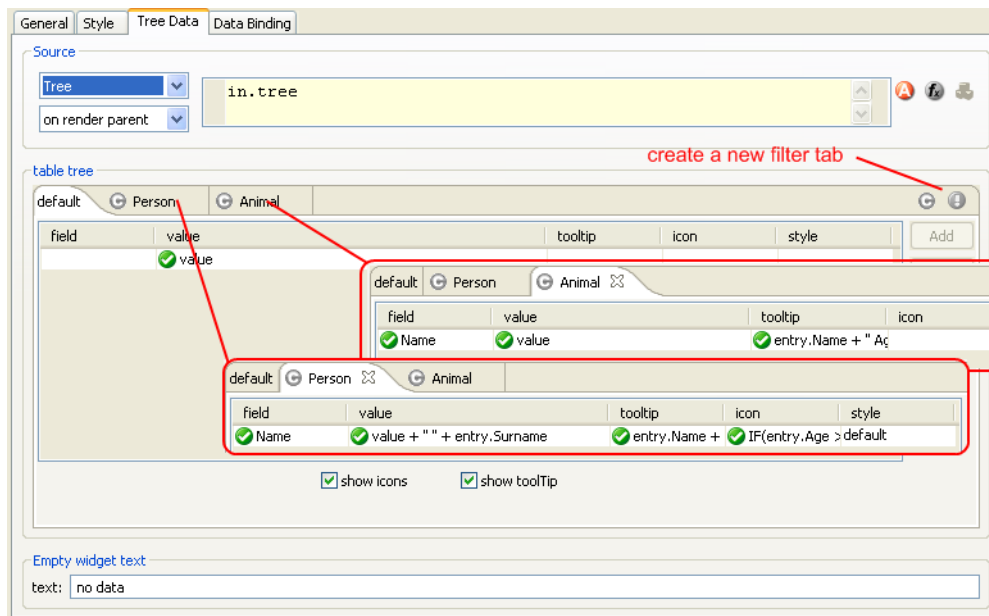 General Style Tree Data Data Binding
Source
Tree
in.tree
on render parent
create a new filter tab
table tree
default Person Animal
field value tooltip icon style Add
value
default Person Animal
field value tooltip icon
Name value entry.Name + " Ag
default Person Animal
field value tooltip icon style
Name value + " " + entry.Surname entry.Name + IF(entry.Age > default
show icons show toolTip
Empty widget text
text: no data